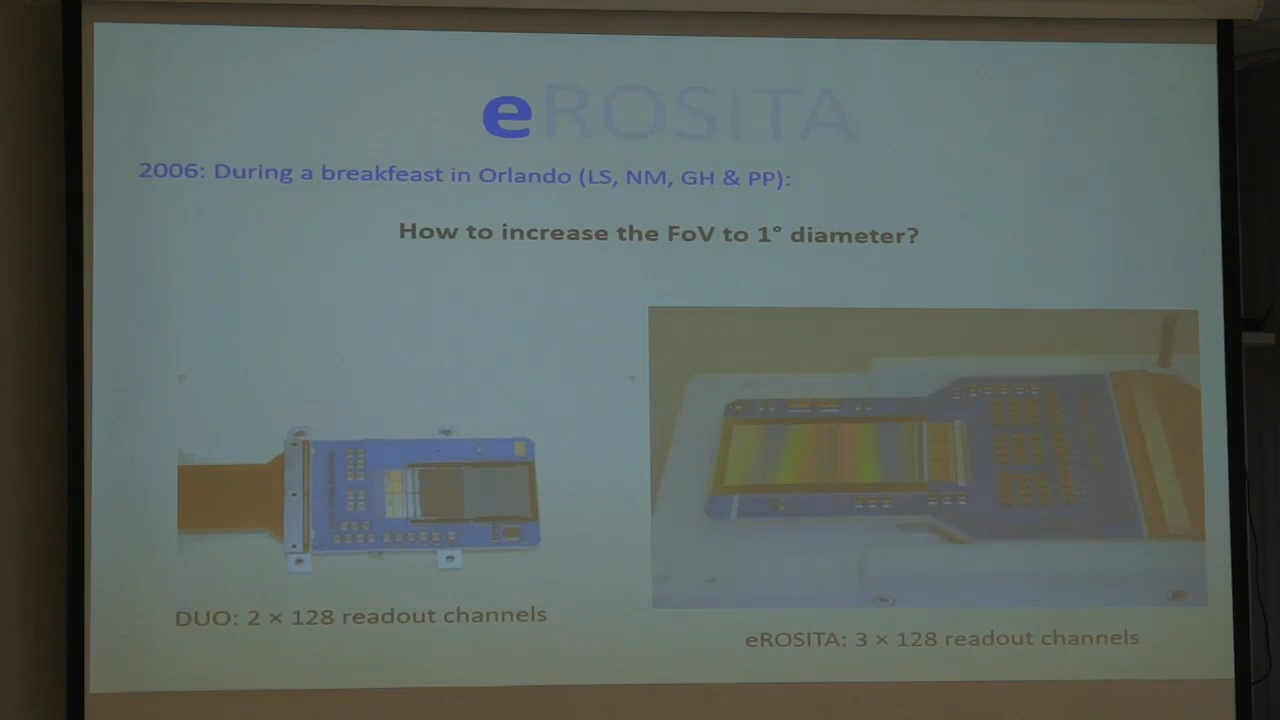 eROSITA
2006: During a breakfeast in Orlando (LS, NM, GH & PP):
How to increase the FoV to 1° diameter?
DUO: 2 × 128 readout channels
eROSITA: 3 × 128 readout channels